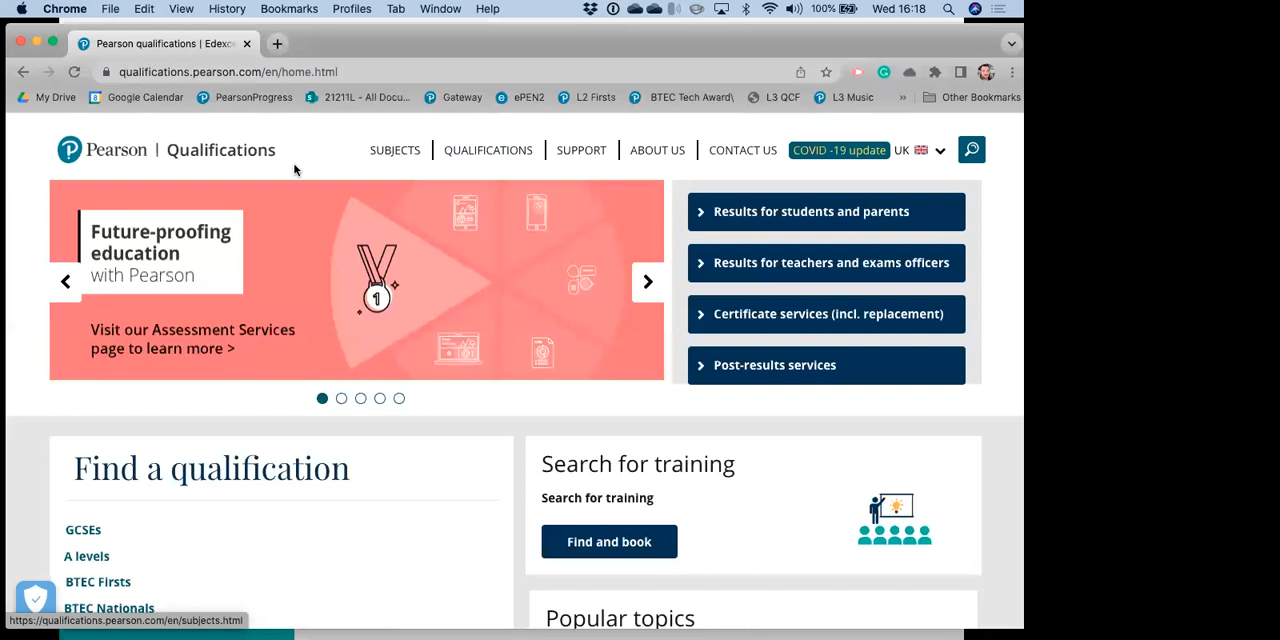 Chrome File Edit View History Bookmarks Profiles Tab Window Help 100% Wed 16:18
Pearson qualifications | Edexce
qualifications.pearson.com/en/home.html
My Drive Google Calendar PearsonProgress 21211L - All Docu... Gateway ePEN2 L2 Firsts BTEC Tech Award\ L3 QCF L3 Music » Other Bookmarks
Pearson | Qualifications SUBJECTS QUALIFICATIONS SUPPORT ABOUT US CONTACT US COVID -19 update UK
Future-proofing
education
with Pearson
1
Visit our Assessment Services
page to learn more >
Results for students and parents
Results for teachers and exams officers
Certificate services (incl. replacement)
Post-results services
Find a qualification
GCSEs
A levels
BTEC Firsts
BTEC Nationals
Search for training
Search for training
Find and book
Popular topics
https://qualifications.pearson.com/en/subjects.html